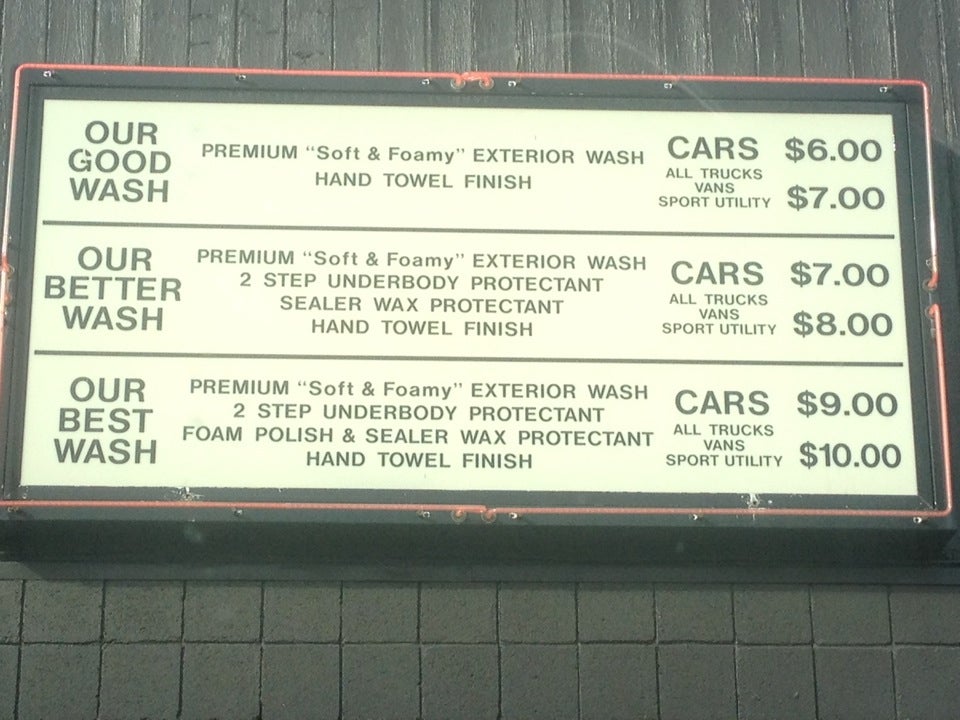 OUR
GOOD
WASH
PREMIUM "Soft & Foamy" EXTERIOR WASH
HAND TOWEL FINISH
CARS $6.00
ALL TRUCKS
VANS
SPORT UTILITY $7.00
OUR
BETTER
WASH
PREMIUM "Soft & Foamy" EXTERIOR WASH
2 STEP UNDERBODY PROTECTANT
SEALER WAX PROTECTANT
HAND TOWEL FINISH
CARS $7.00
ALL TRUCKS
VANS
SPORT UTILITY $8.00
OUR
BEST
WASH
PREMIUM "Soft & Foamy" EXTERIOR WASH
2 STEP UNDERBODY PROTECTANT
FOAM POLISH & SEALER WAX PROTECTANT
HAND TOWEL FINISH
CARS $9.00
ALL TRUCKS
VANS
SPORT UTILITY $10.00